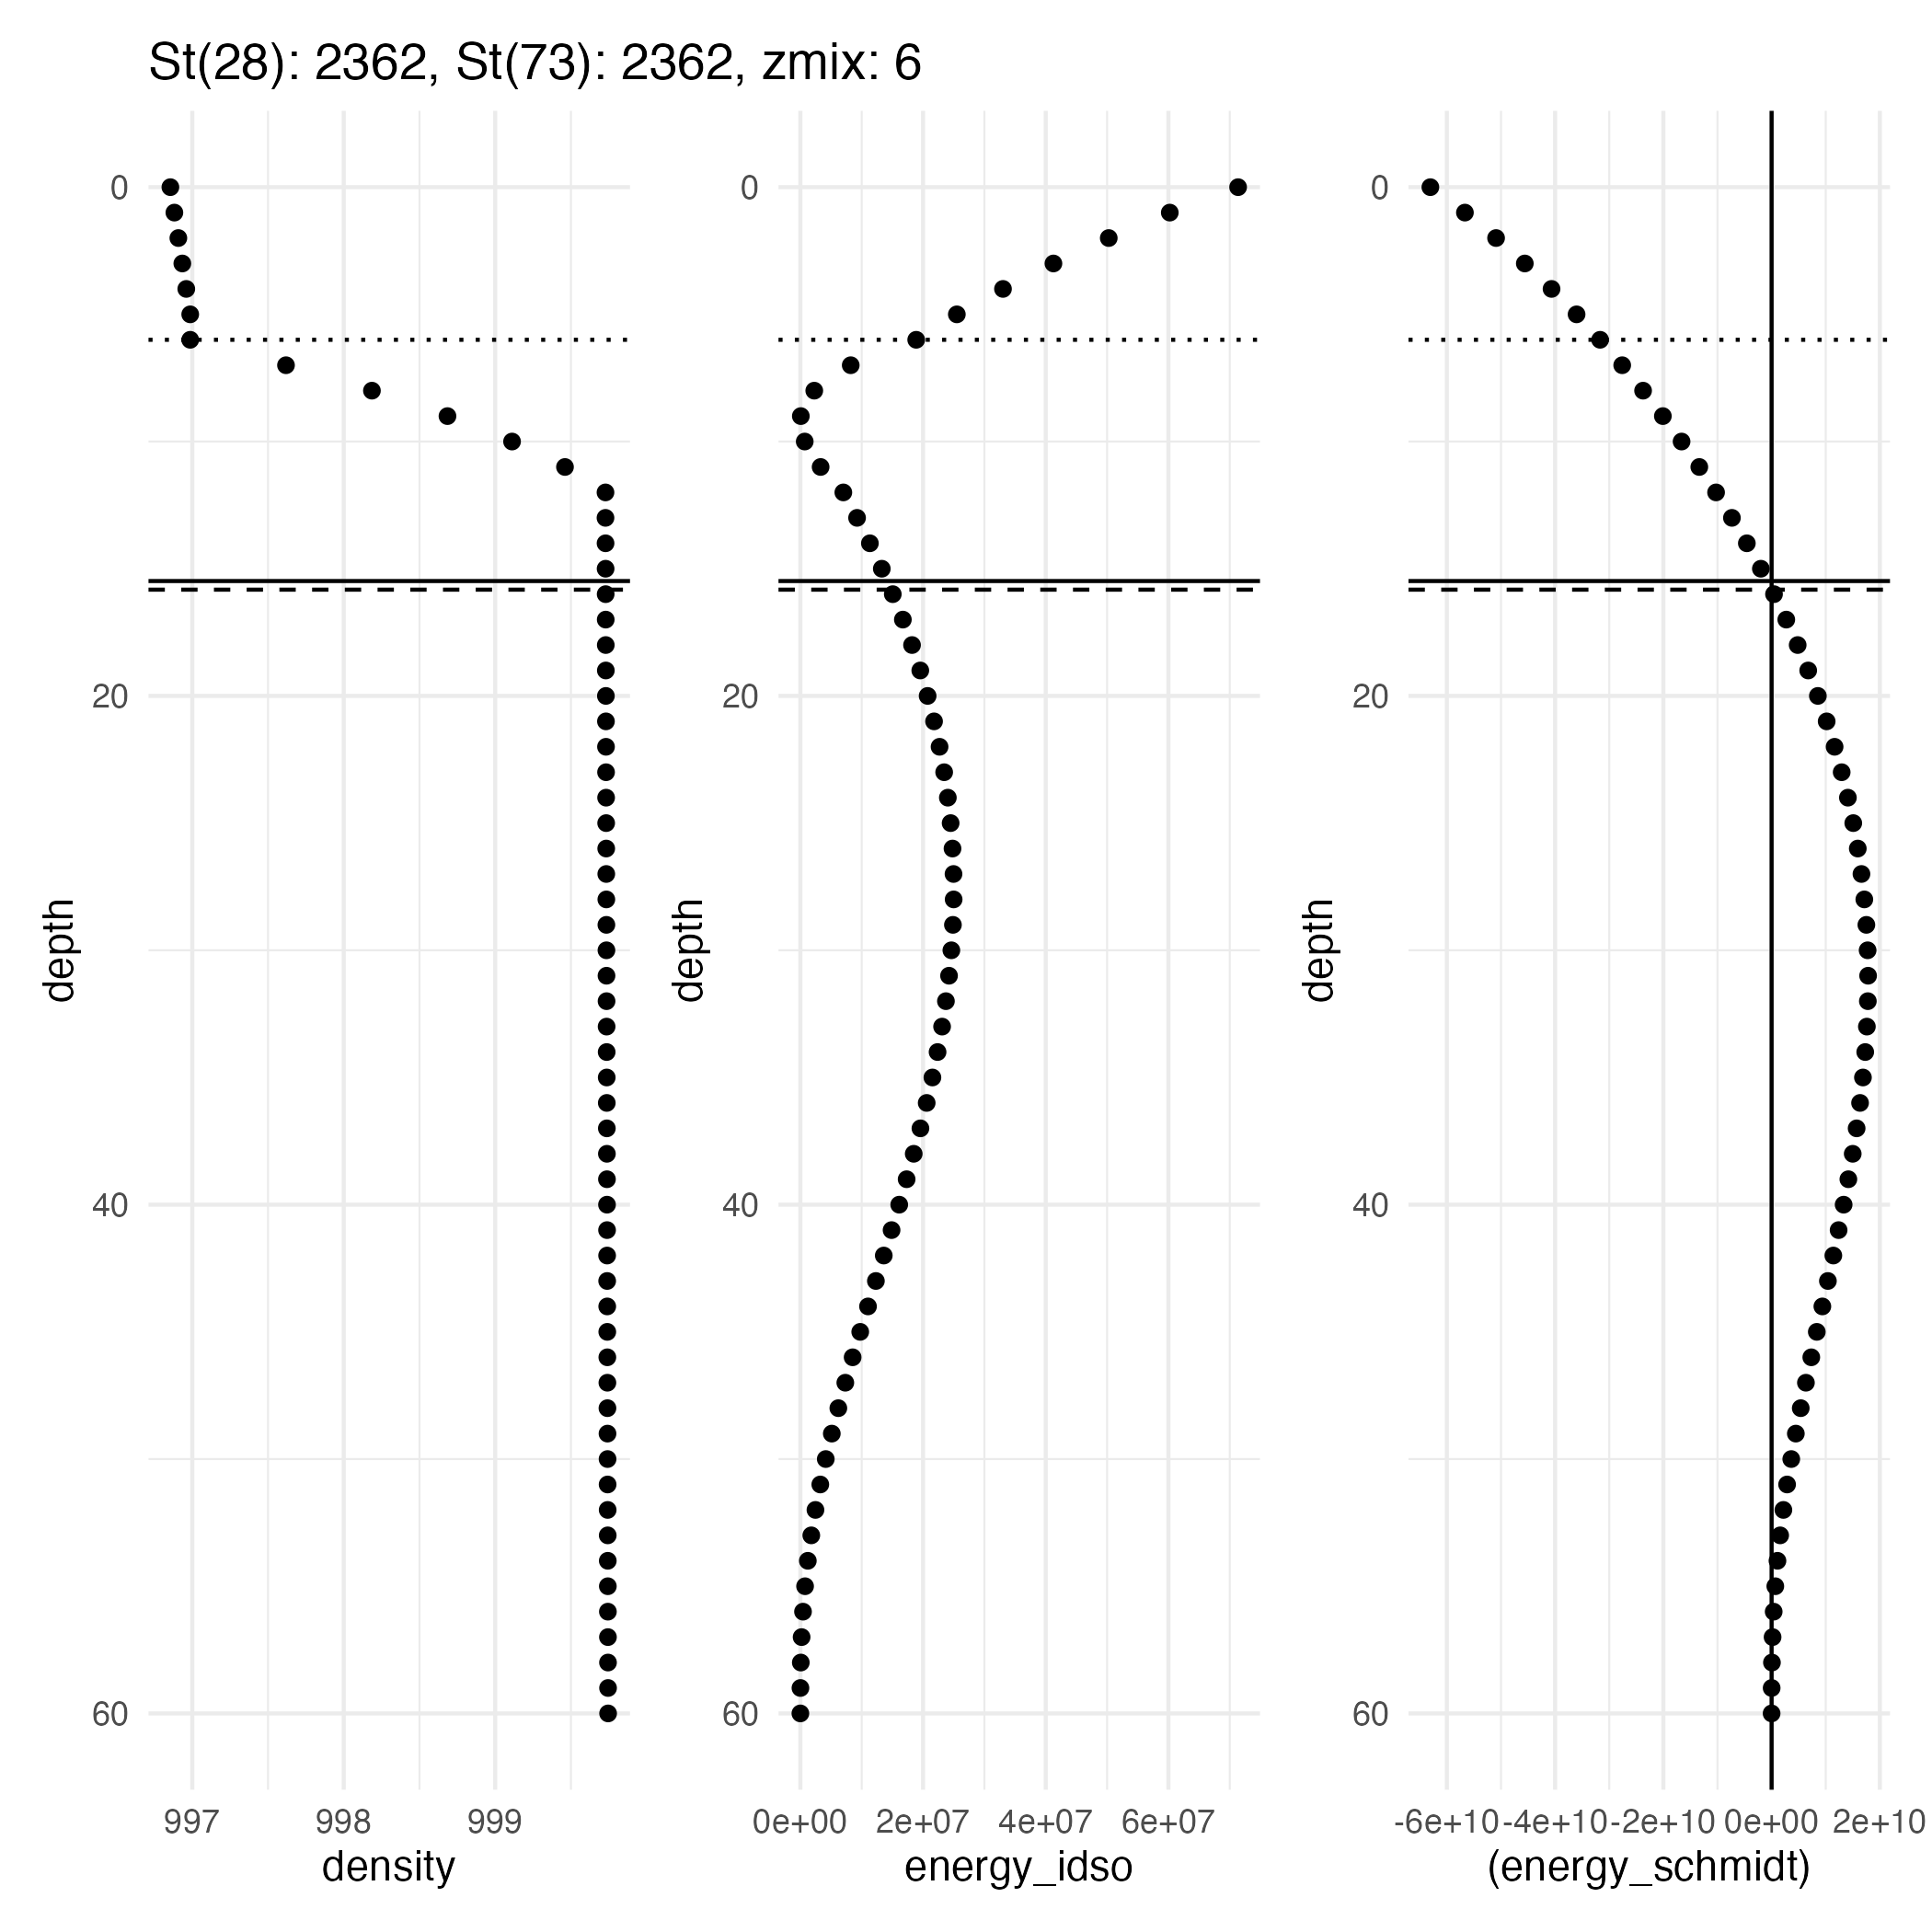 St(28): 2362, St(73): 2362, zmix: 6
0
20
40
60
depth
997 998 999
density
0
20
40
60
depth
0e+00 2e+07 4e+07 6e+07
energy_idso
0
20
40
60
depth
-6e+10 -4e+10 -2e+10 0e+00 2e+10
(energy_schmidt)